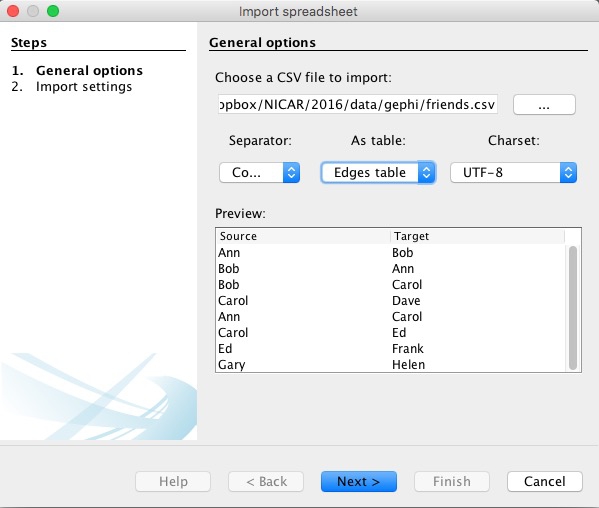 Import spreadsheet
Steps
1. General options
2. Import settings
General options
Choose a CSV file to import:
opbox/NICAR/2016/data/gephi/friends.csv
...
Separator: As table: Charset:
Co... Edges table UTF-8
Preview:
Source Target
Ann Bob
Bob Ann
Bob Carol
Carol Dave
Ann Carol
Carol Ed
Ed Frank
Gary Helen
Help < Back Next > Finish Cancel